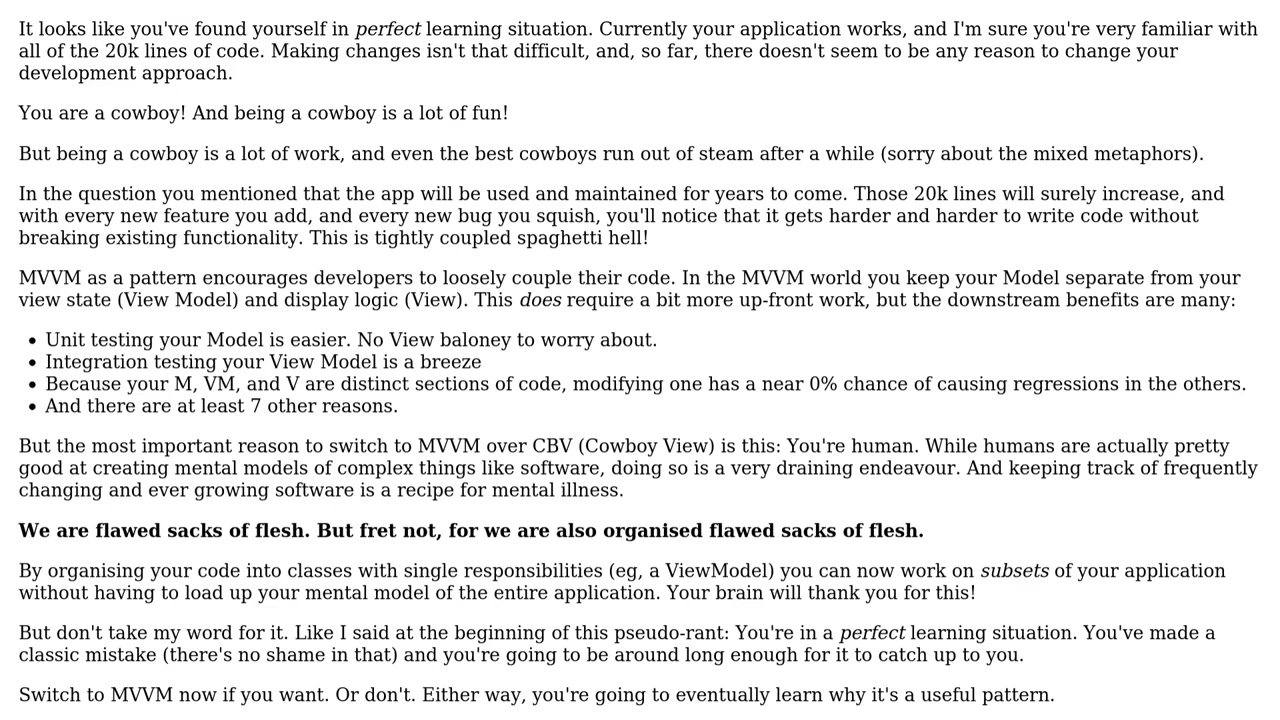 It looks like you've found yourself in perfect learning situation. Currently your application works, and I'm sure you're very familiar with
all of the 20k lines of code. Making changes isn't that difficult, and, so far, there doesn't seem to be any reason to change your
development approach.
You are a cowboy! And being a cowboy is a lot of fun!
But being a cowboy is a lot of work, and even the best cowboys run out of steam after a while (sorry about the mixed metaphors).
In the question you mentioned that the app will be used and maintained for years to come. Those 20k lines will surely increase, and
with every new feature you add, and every new bug you squish, you'll notice that it gets harder and harder to write code without
breaking existing functionality. This is tightly coupled spaghetti hell!
MVVM as a pattern encourages developers to loosely couple their code. In the MVVM world you keep your Model separate from your
view state (View Model) and display logic (View). This does require a bit more up-front work, but the downstream benefits are many:
• Unit testing your Model is easier. No View baloney to worry about.
• Integration testing your View Model is a breeze
• Because your M, VM, and V are distinct sections of code, modifying one has a near 0% chance of causing regressions in the others.
• And there are at least 7 other reasons.
But the most important reason to switch to MVVM over CBV (Cowboy View) is this: You're human. While humans are actually pretty
good at creating mental models of complex things like software, doing so is a very draining endeavour. And keeping track of frequently
changing and ever growing software is a recipe for mental illness.
We are flawed sacks of flesh. But fret not, for we are also organised flawed sacks of flesh.
By organising your code into classes with single responsibilities (eg, a ViewModel) you can now work on subsets of your application
without having to load up your mental model of the entire application. Your brain will thank you for this!
But don't take my word for it. Like I said at the beginning of this pseudo-rant: You're in a perfect learning situation. You've made a
classic mistake (there's no shame in that) and you're going to be around long enough for it to catch up to you.
Switch to MVVM now if you want. Or don't. Either way, you're going to eventually learn why it's a useful pattern.